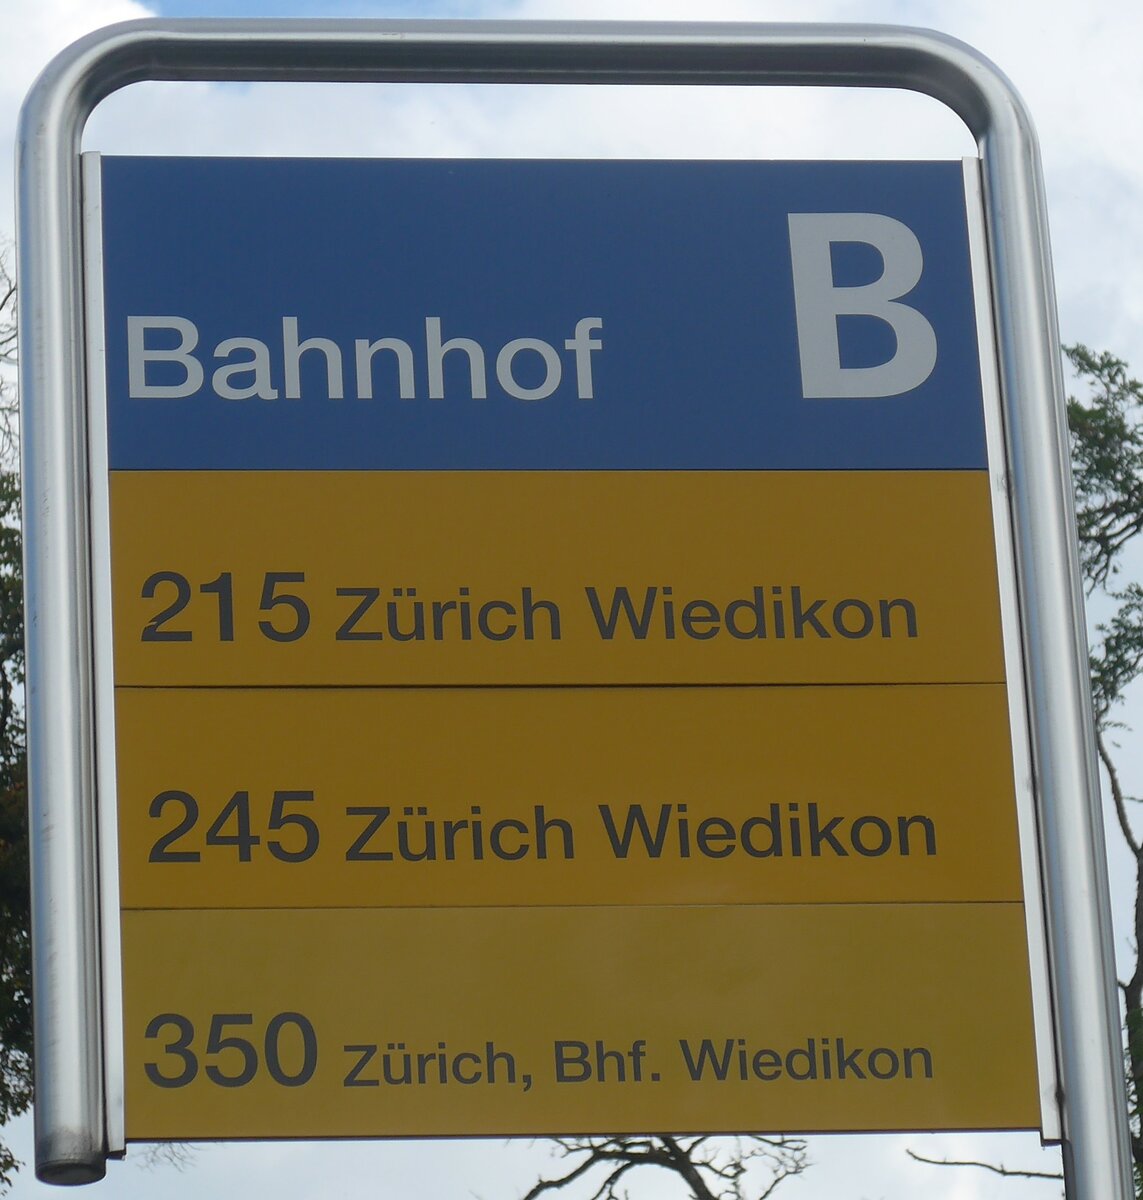 Bahnhof B
215 Zürich Wiedikon
245 Zürich Wiedikon
350 Zürich, Bhf. Wiedikon